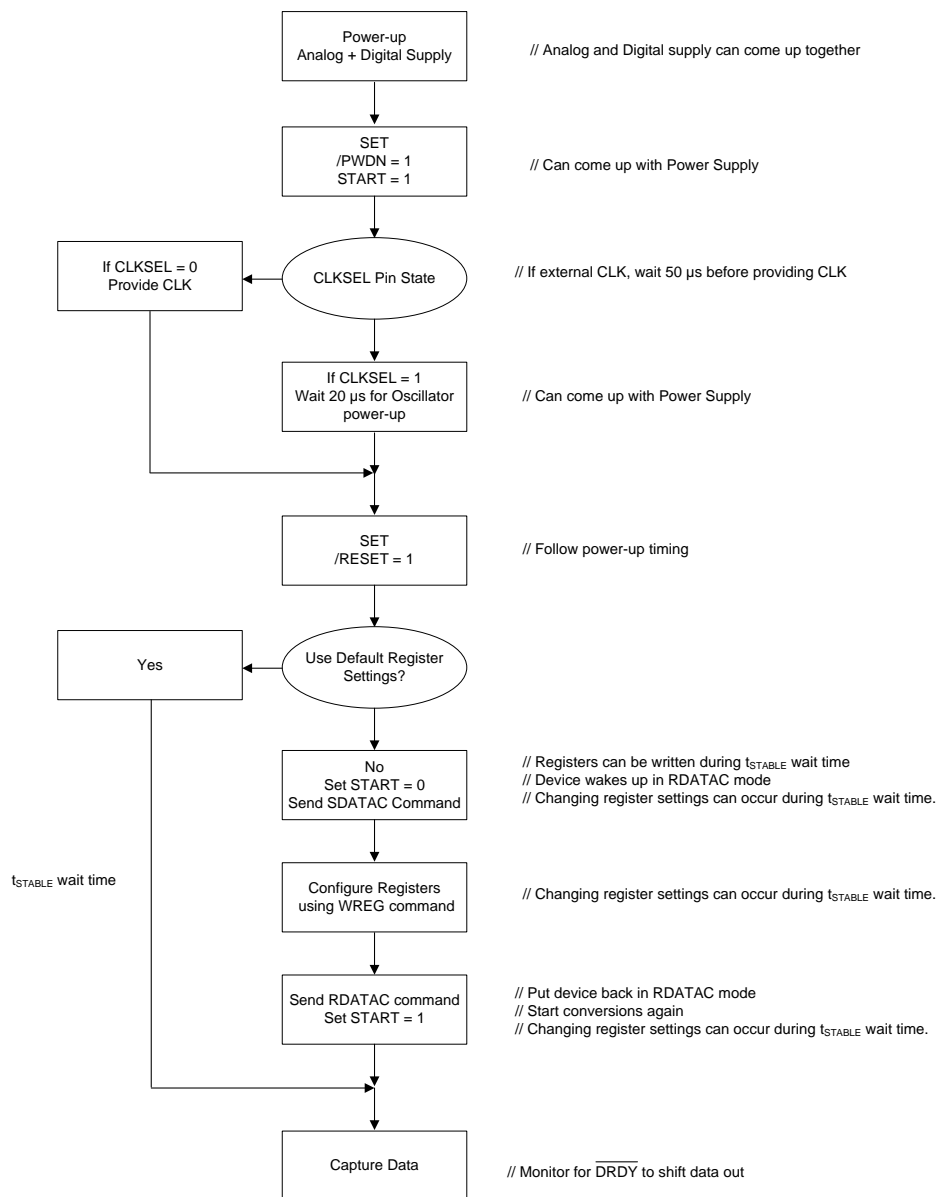 Power-up
Analog + Digital Supply
// Analog and Digital supply can come up together
SET
/PWDN = 1
START = 1
// Can come up with Power Supply
If CLKSEL = 0
Provide CLK
CLKSEL Pin State
// If external CLK, wait 50 µs before providing CLK
If CLKSEL = 1
Wait 20 µs for Oscillator
power-up
// Can come up with Power Supply
SET
/RESET = 1
// Follow power-up timing
Yes
Use Default Register
Settings?
No
Set START = 0
Send SDATAC Command
// Registers can be written during tSTABLE wait time
// Device wakes up in RDATAC mode
// Changing register settings can occur during tSTABLE wait time.
tSTABLE wait time
Configure Registers
using WREG command
// Changing register settings can occur during tSTABLE wait time.
Send RDATAC command
Set START = 1
// Put device back in RDATAC mode
// Start conversions again
// Changing register settings can occur during tSTABLE wait time.
Capture Data
// Monitor for DRDY to shift data out